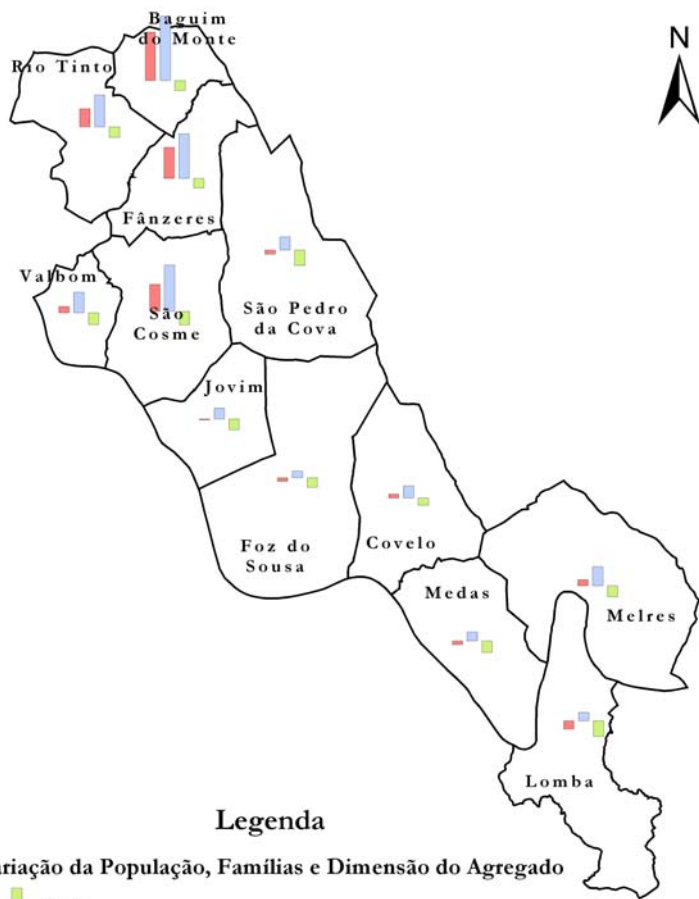 Baguim
do Monte
N
Rio Tinto
Fânzeres
Valbom
São
Cosme
São Pedro
da Cova
Jovim
Foz do
Sousa
Covelo
Medas
Melres
Lomba
Legenda
da População, Famílias e Dimensão do Agregado